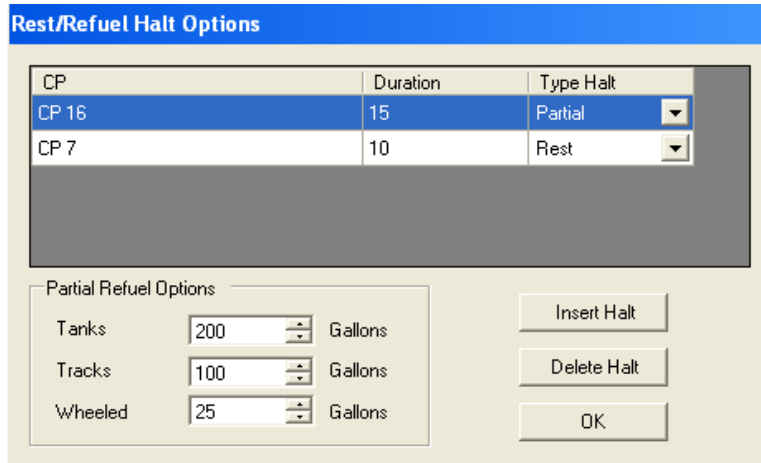 Rest/Refuel Halt Options
CP Duration Type Halt
CP 16 15 Partial
CP 7 10 Rest
Partial Refuel Options
Tanks 200 Gallons
Tracks 100 Gallons
Wheeled 25 Gallons
Insert Halt
Delete Halt
OK